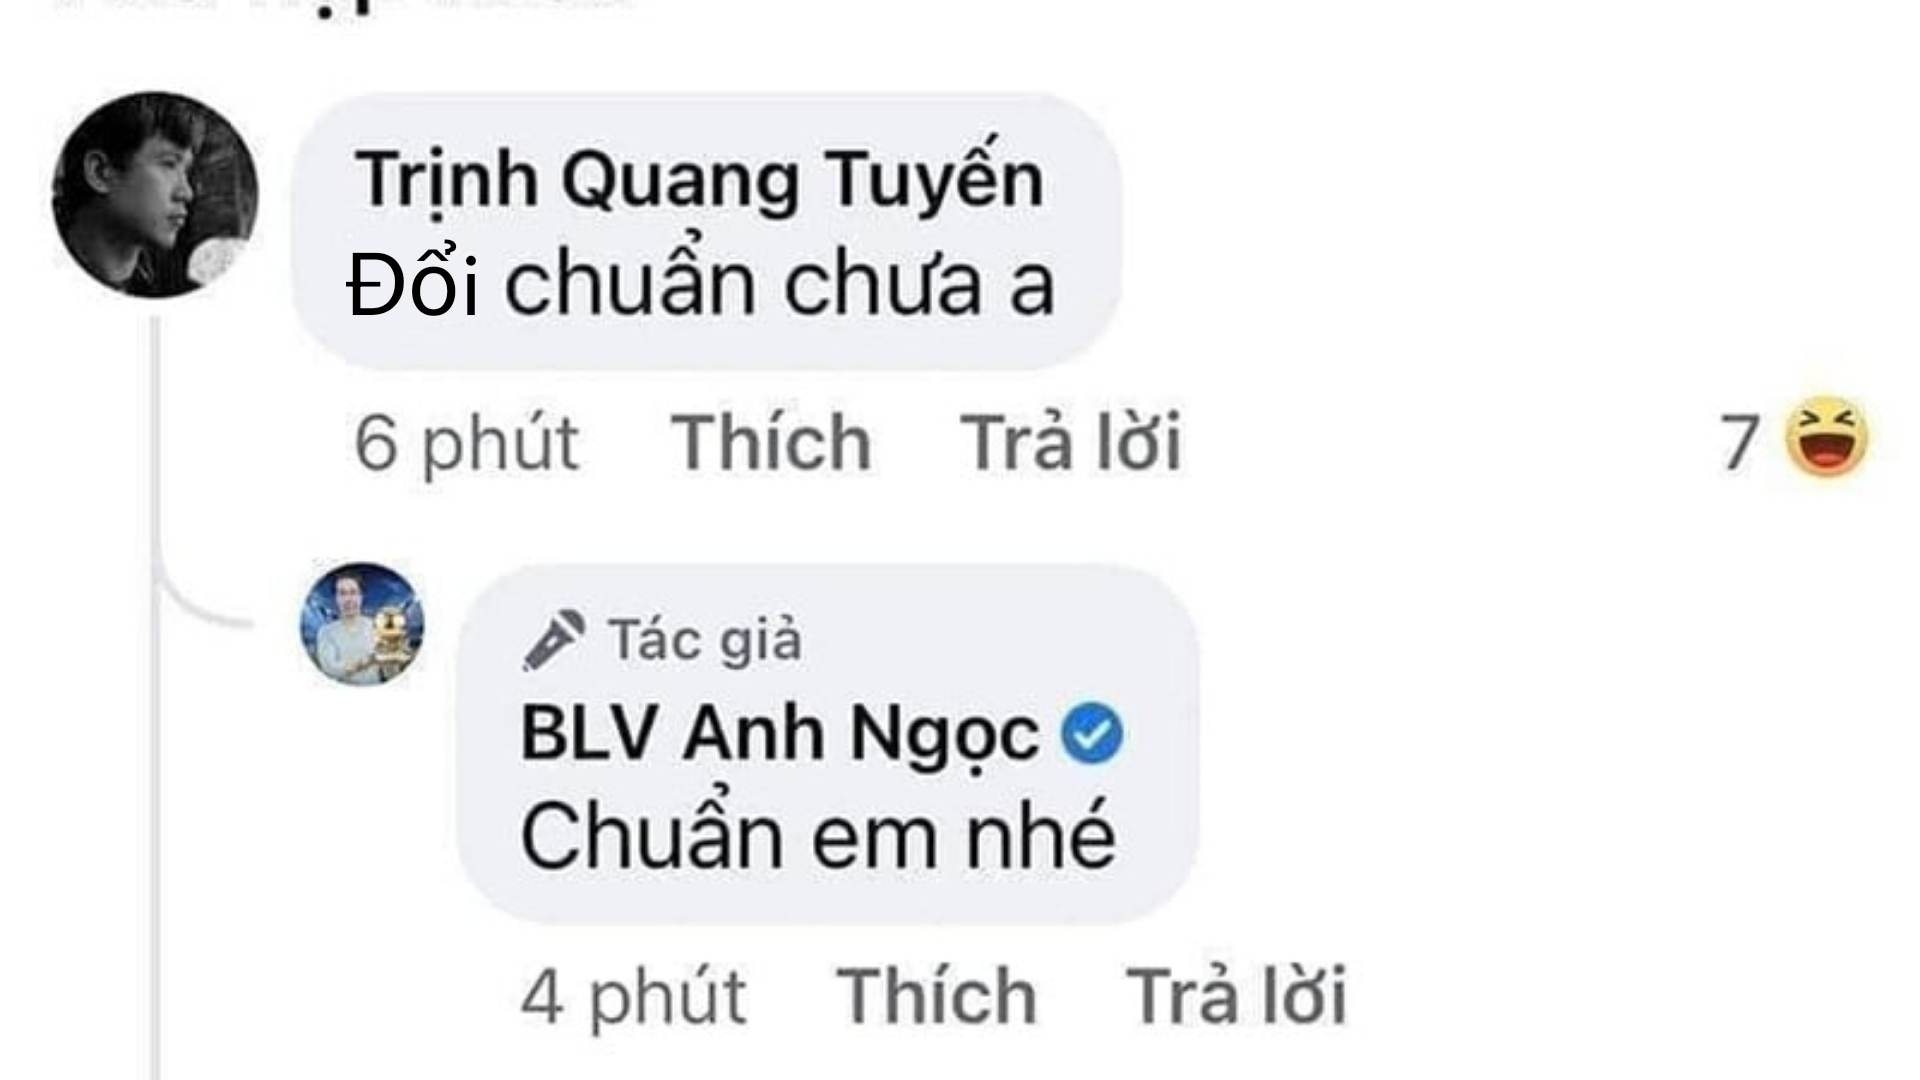 Trịnh Quang Tuyến
Đổi chuẩn chưa a
6 phút Thích Trả lời 7
Tác giả
BLV Anh Ngọc
Chuẩn em nhé
4 phút Thích Trả lời